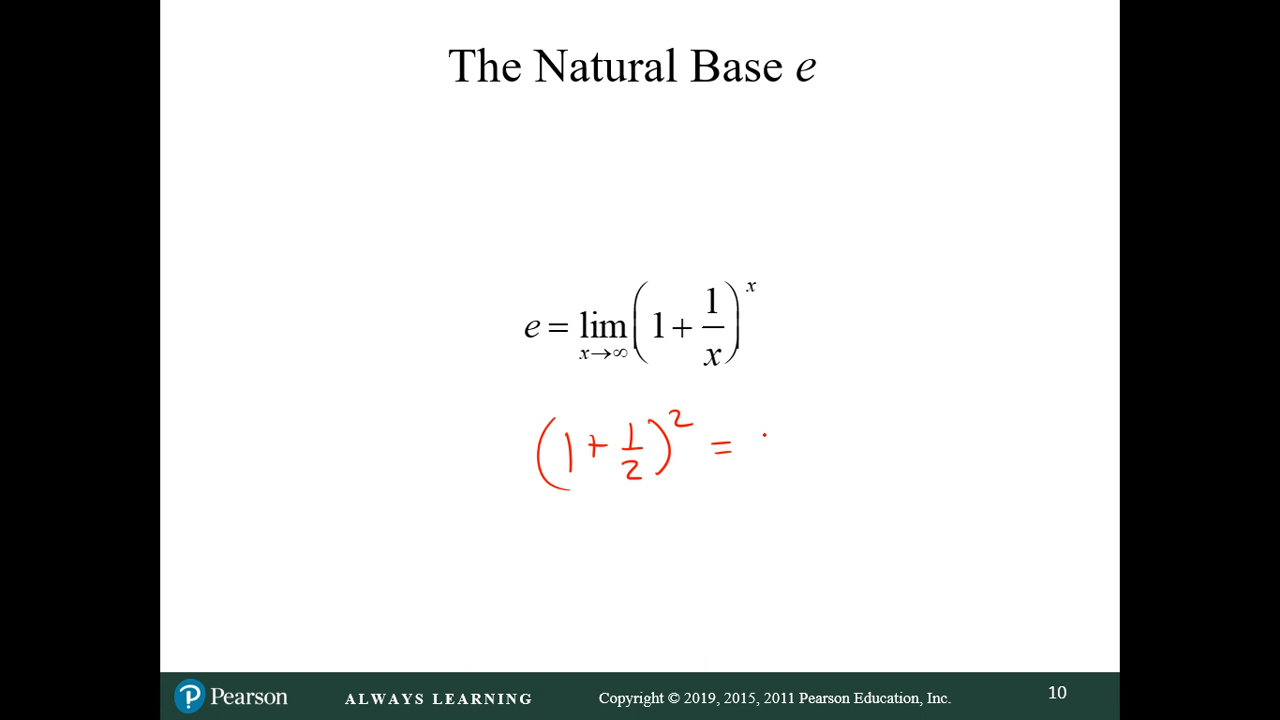 The Natural Base e
e = lim x→∞ (1 + 1/x)^x
(1 + 1/2)^2 =
Pearson ALWAYS LEARNING Copyright © 2019, 2015, 2011 Pearson Education, Inc. 10